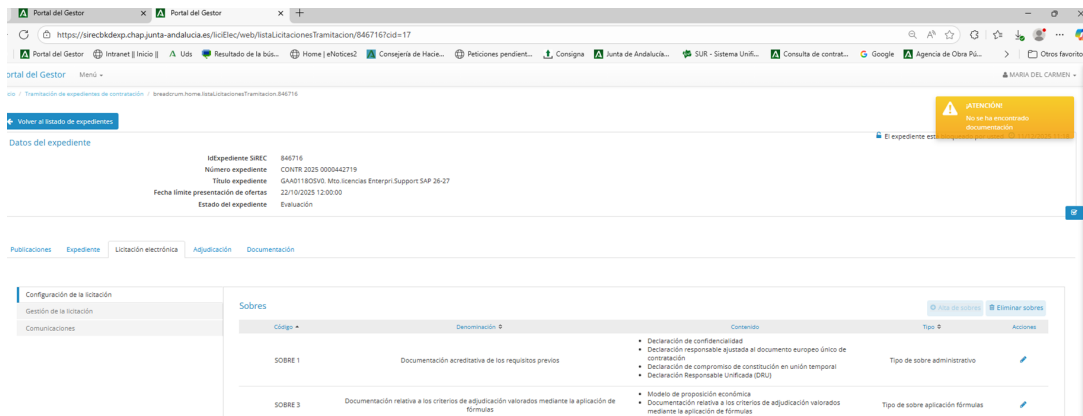 Portal del Gestor
Portal del Gestor
https://sirecbkdexp.chap.junta-andalucia.es/liciElec/web/listaLicitacionesTramitacion/846716?cid=17
Portal del Gestor Intranet || Inicio || Uds Resultado de la bús... Home | eNotices2 Consejería de Hacie... Peticiones pendient... Consigna Junta de Andalucía... SUR - Sistema Unifi... Consulta de contrat... Google Agencia de Obra Pú... Otros favorito
ortal del Gestor Menú MARIA DEL CARMEN
Tramitación de expedientes de contratación / breadcrum.home.listaLicitacionesTramitacion.846716
¡ATENCIÓN!
No se ha encontrado
documentación
Volver al listado de expedientes
Datos del expediente
El expediente está
IdExpediente SiREC 846716
Número expediente CONTR 2025 0000442719
Título expediente GAA0118OSV0. Mto.licencias Enterpri.Support SAP 26-27
Fecha límite presentación de ofertas 22/10/2025 12:00:00
Estado del expediente Evaluación
Publicaciones Expediente Licitación electrónica Adjudicación Documentación
Configuración de la licitación
Gestión de la licitación
Comunicaciones
Sobres
Alta de sobres Eliminar sobres
Código Denominación Contenido Tipo Acciones
SOBRE 1 Documentación acreditativa de los requisitos previos
Declaración de confidencialidad
Declaración responsable ajustada al documento europeo único de
contratación
Declaración de compromiso de constitución en unión temporal
Declaración Responsable Unificada (DRU)
Tipo de sobre administrativo
SOBRE 3
Documentación relativa a los criterios de adjudicación valorados mediante la aplicación de
fórmulas
Modelo de proposición económica
Documentación relativa a los criterios de adjudicación valorados
mediante la aplicación de fórmulas
Tipo de sobre aplicación fórmulas